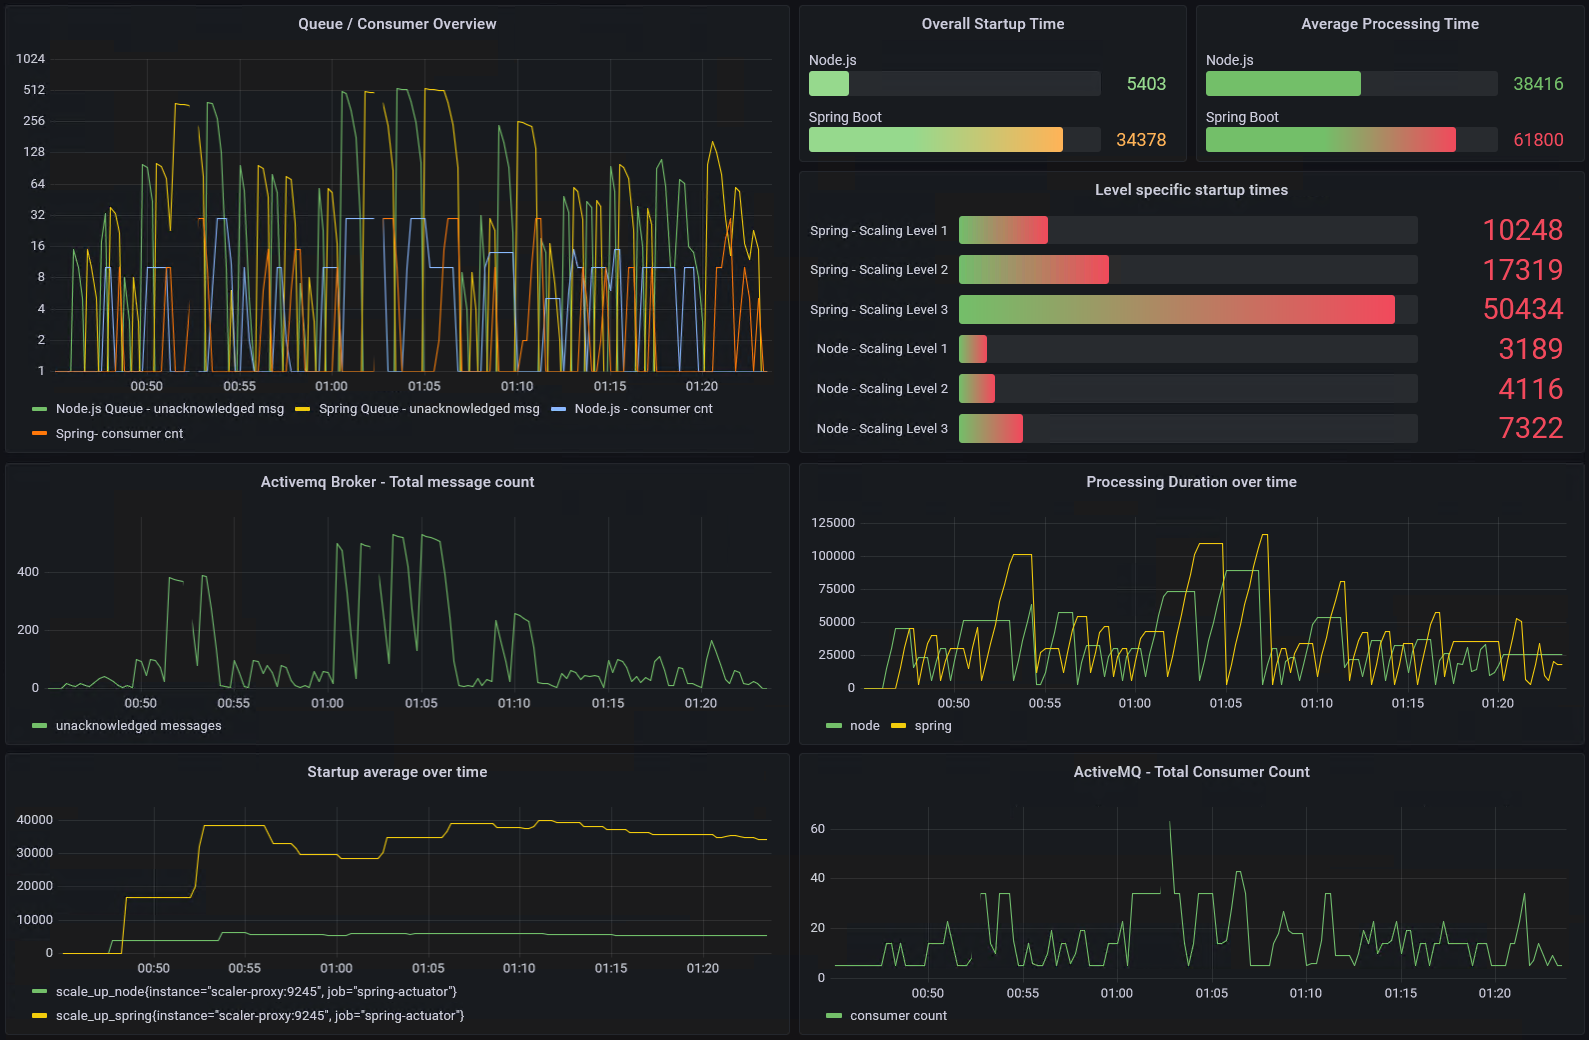 Queue / Consumer Overview
1024
512
256
128
64
32
16
8
4
2
1
00:50 00:55 01:00 01:05 01:10 01:15 01:20
Node.js Queue - unacknowledged msg Spring Queue - unacknowledged msg Node.js - consumer cnt
Spring- consumer cnt
Overall Startup Time
Node.js
5403
Spring Boot
34378
Average Processing Time
Node.js
38416
Spring Boot
61800
Level specific startup times
Spring - Scaling Level 1 10248
Spring - Scaling Level 2 17319
Spring - Scaling Level 3 50434
Node - Scaling Level 1 3189
Node - Scaling Level 2 4116
Node - Scaling Level 3 7322
Activemq Broker - Total message count
400
200
0
00:50 00:55 01:00 01:05 01:10 01:15 01:20
unacknowledged messages
Processing Duration over time
125000
100000
75000
50000
25000
0
00:50 00:55 01:00 01:05 01:10 01:15 01:20
node spring
Startup average over time
40000
30000
20000
10000
0
00:50 00:55 01:00 01:05 01:10 01:15 01:20
scale_up_node{instance="scaler-proxy:9245", job="spring-actuator"}
scale_up_spring{instance="scaler-proxy:9245", job="spring-actuator"}
ActiveMQ - Total Consumer Count
60
40
20
0
00:50 00:55 01:00 01:05 01:10 01:15 01:20
consumer count